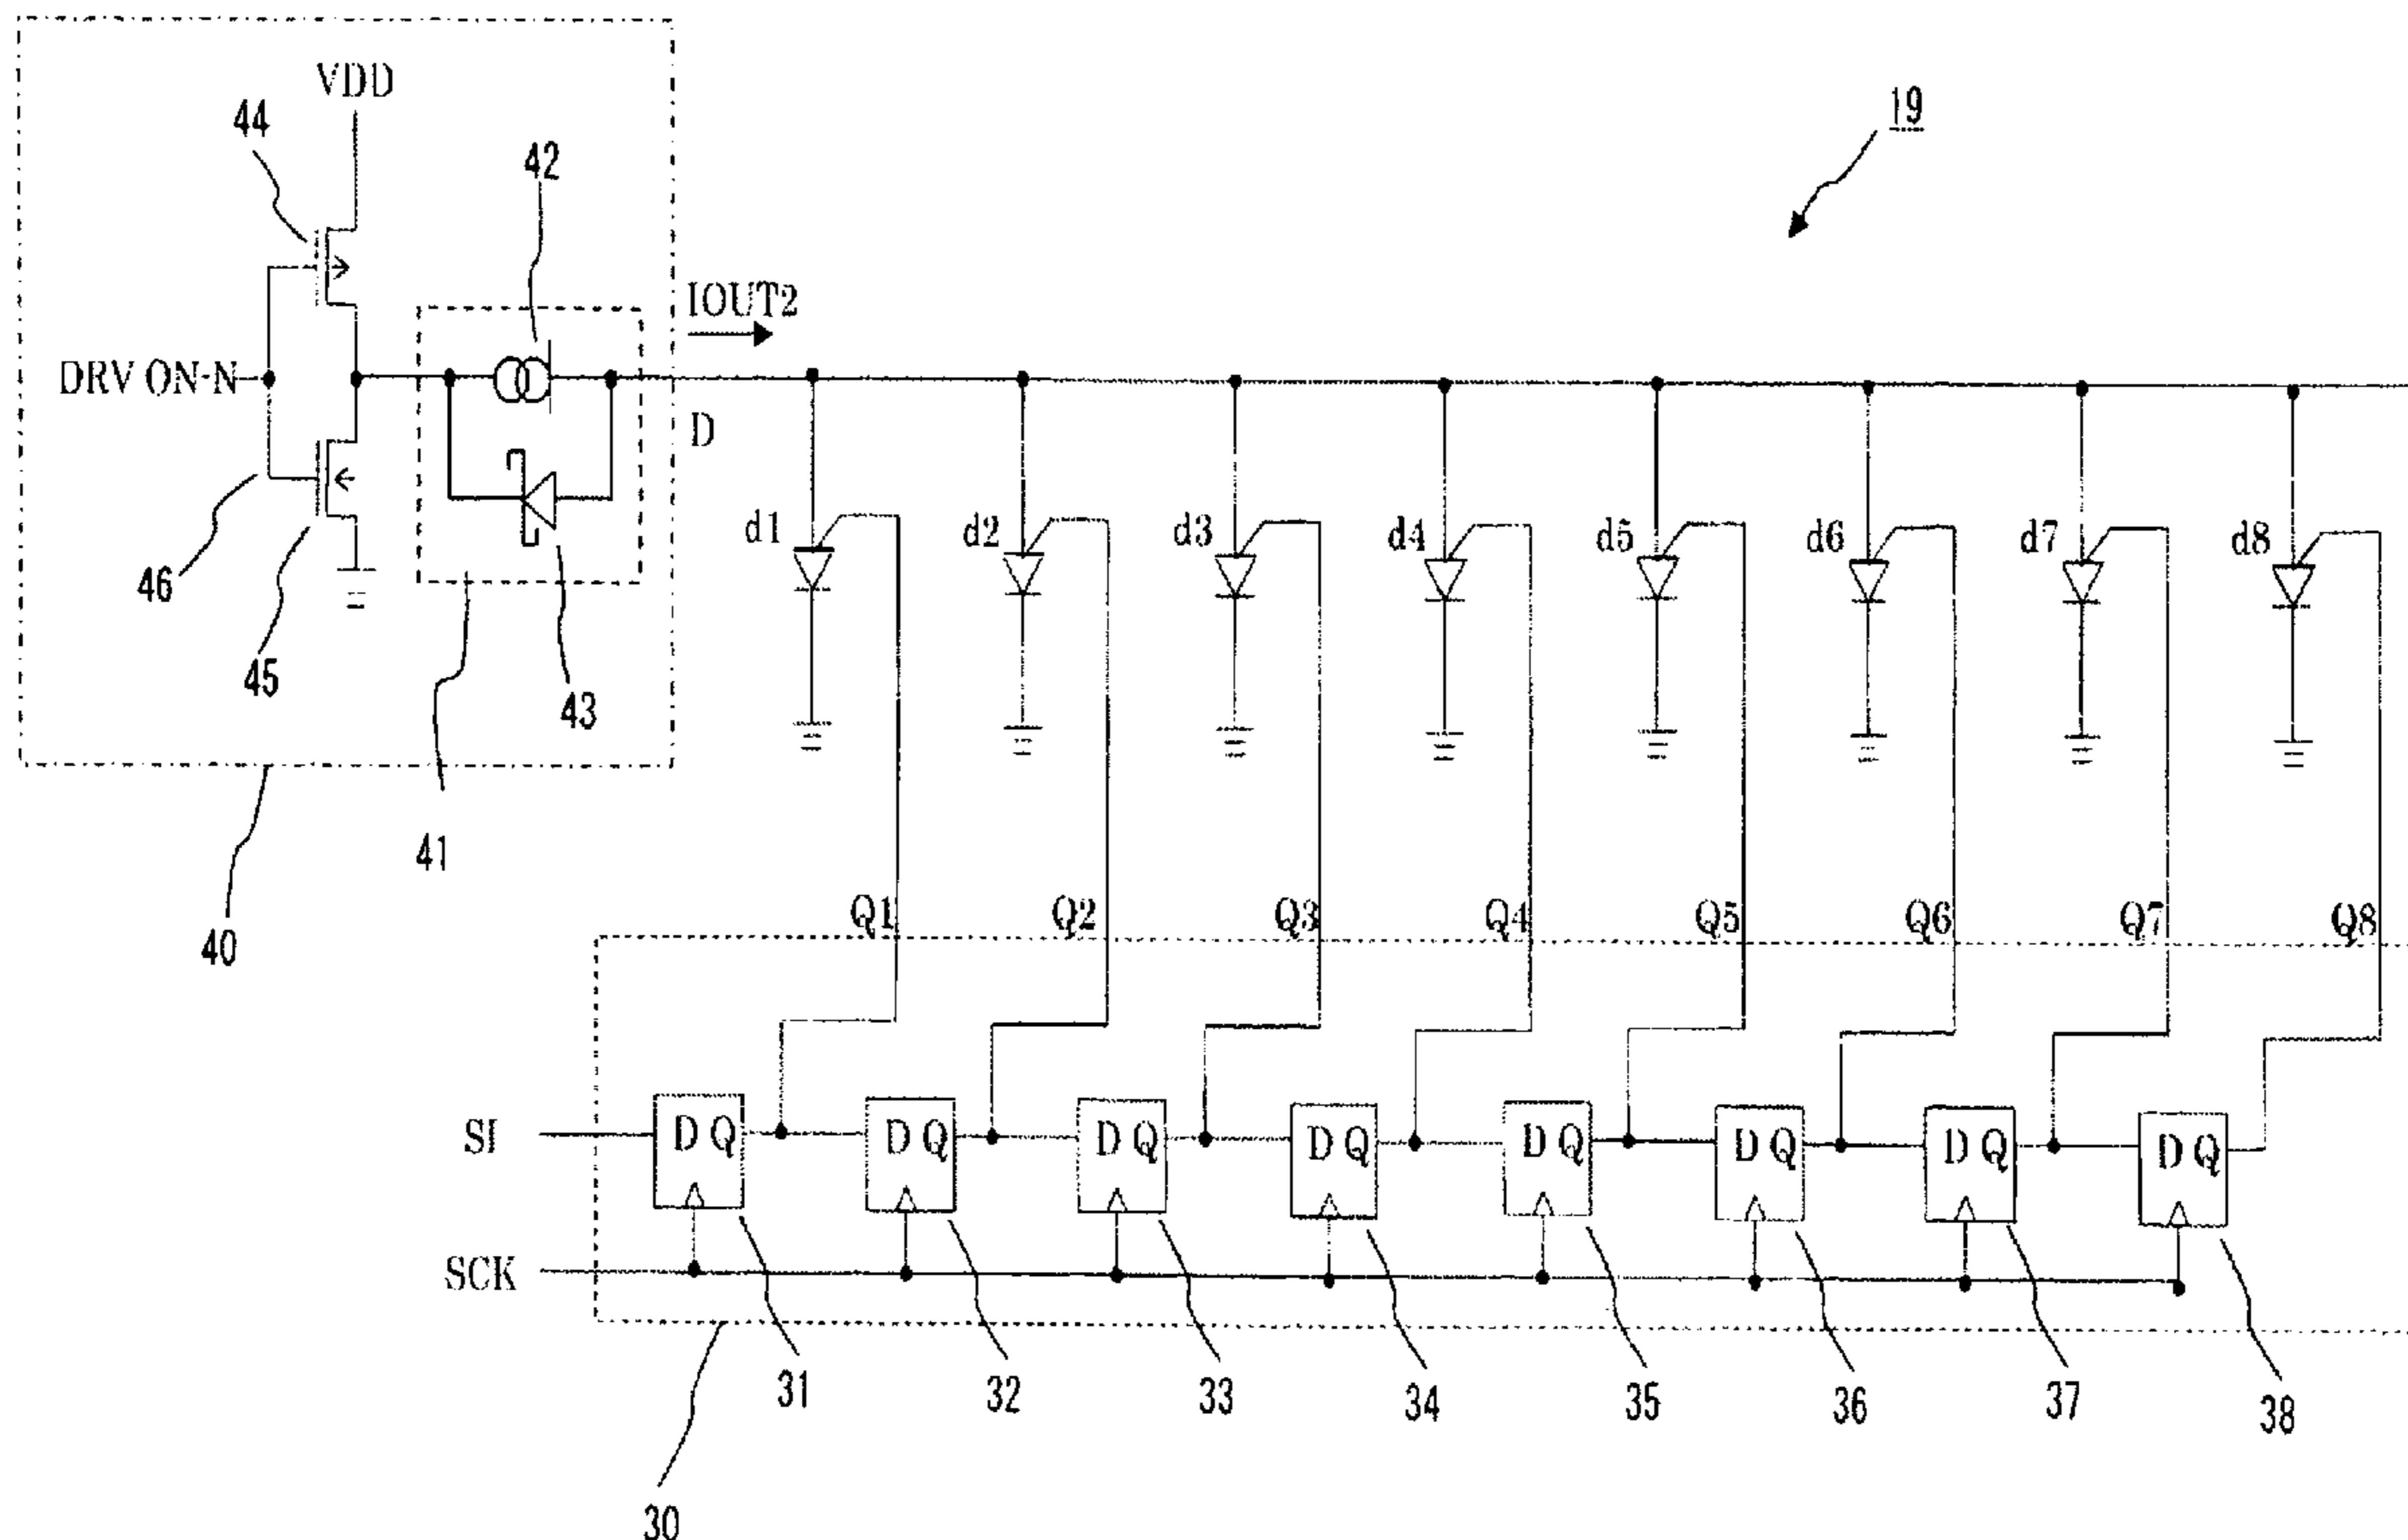 VDD
44
42
19
IOUT2
DRV ON-N
D
46
45
43
41
40
d1
d2
d3
d4
d5
d6
d7
d8
Q1
Q2
Q3
Q4
Q5
Q6
Q7
Q8
SI
D Q
D Q
D Q
D Q
D Q
D Q
D Q
D Q
SCK
31
32
33
34
35
36
37
38
30